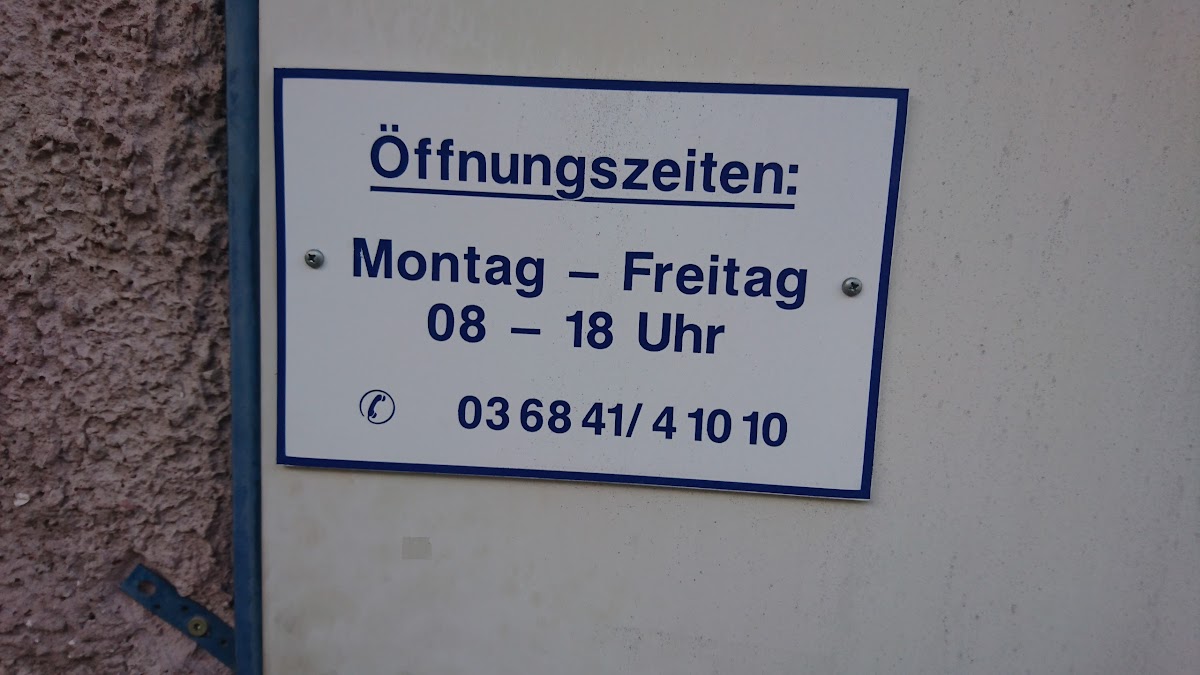 Öffnungszeiten:
Montag – Freitag
08 – 18 Uhr
✆ 03 68 41/ 4 10 10